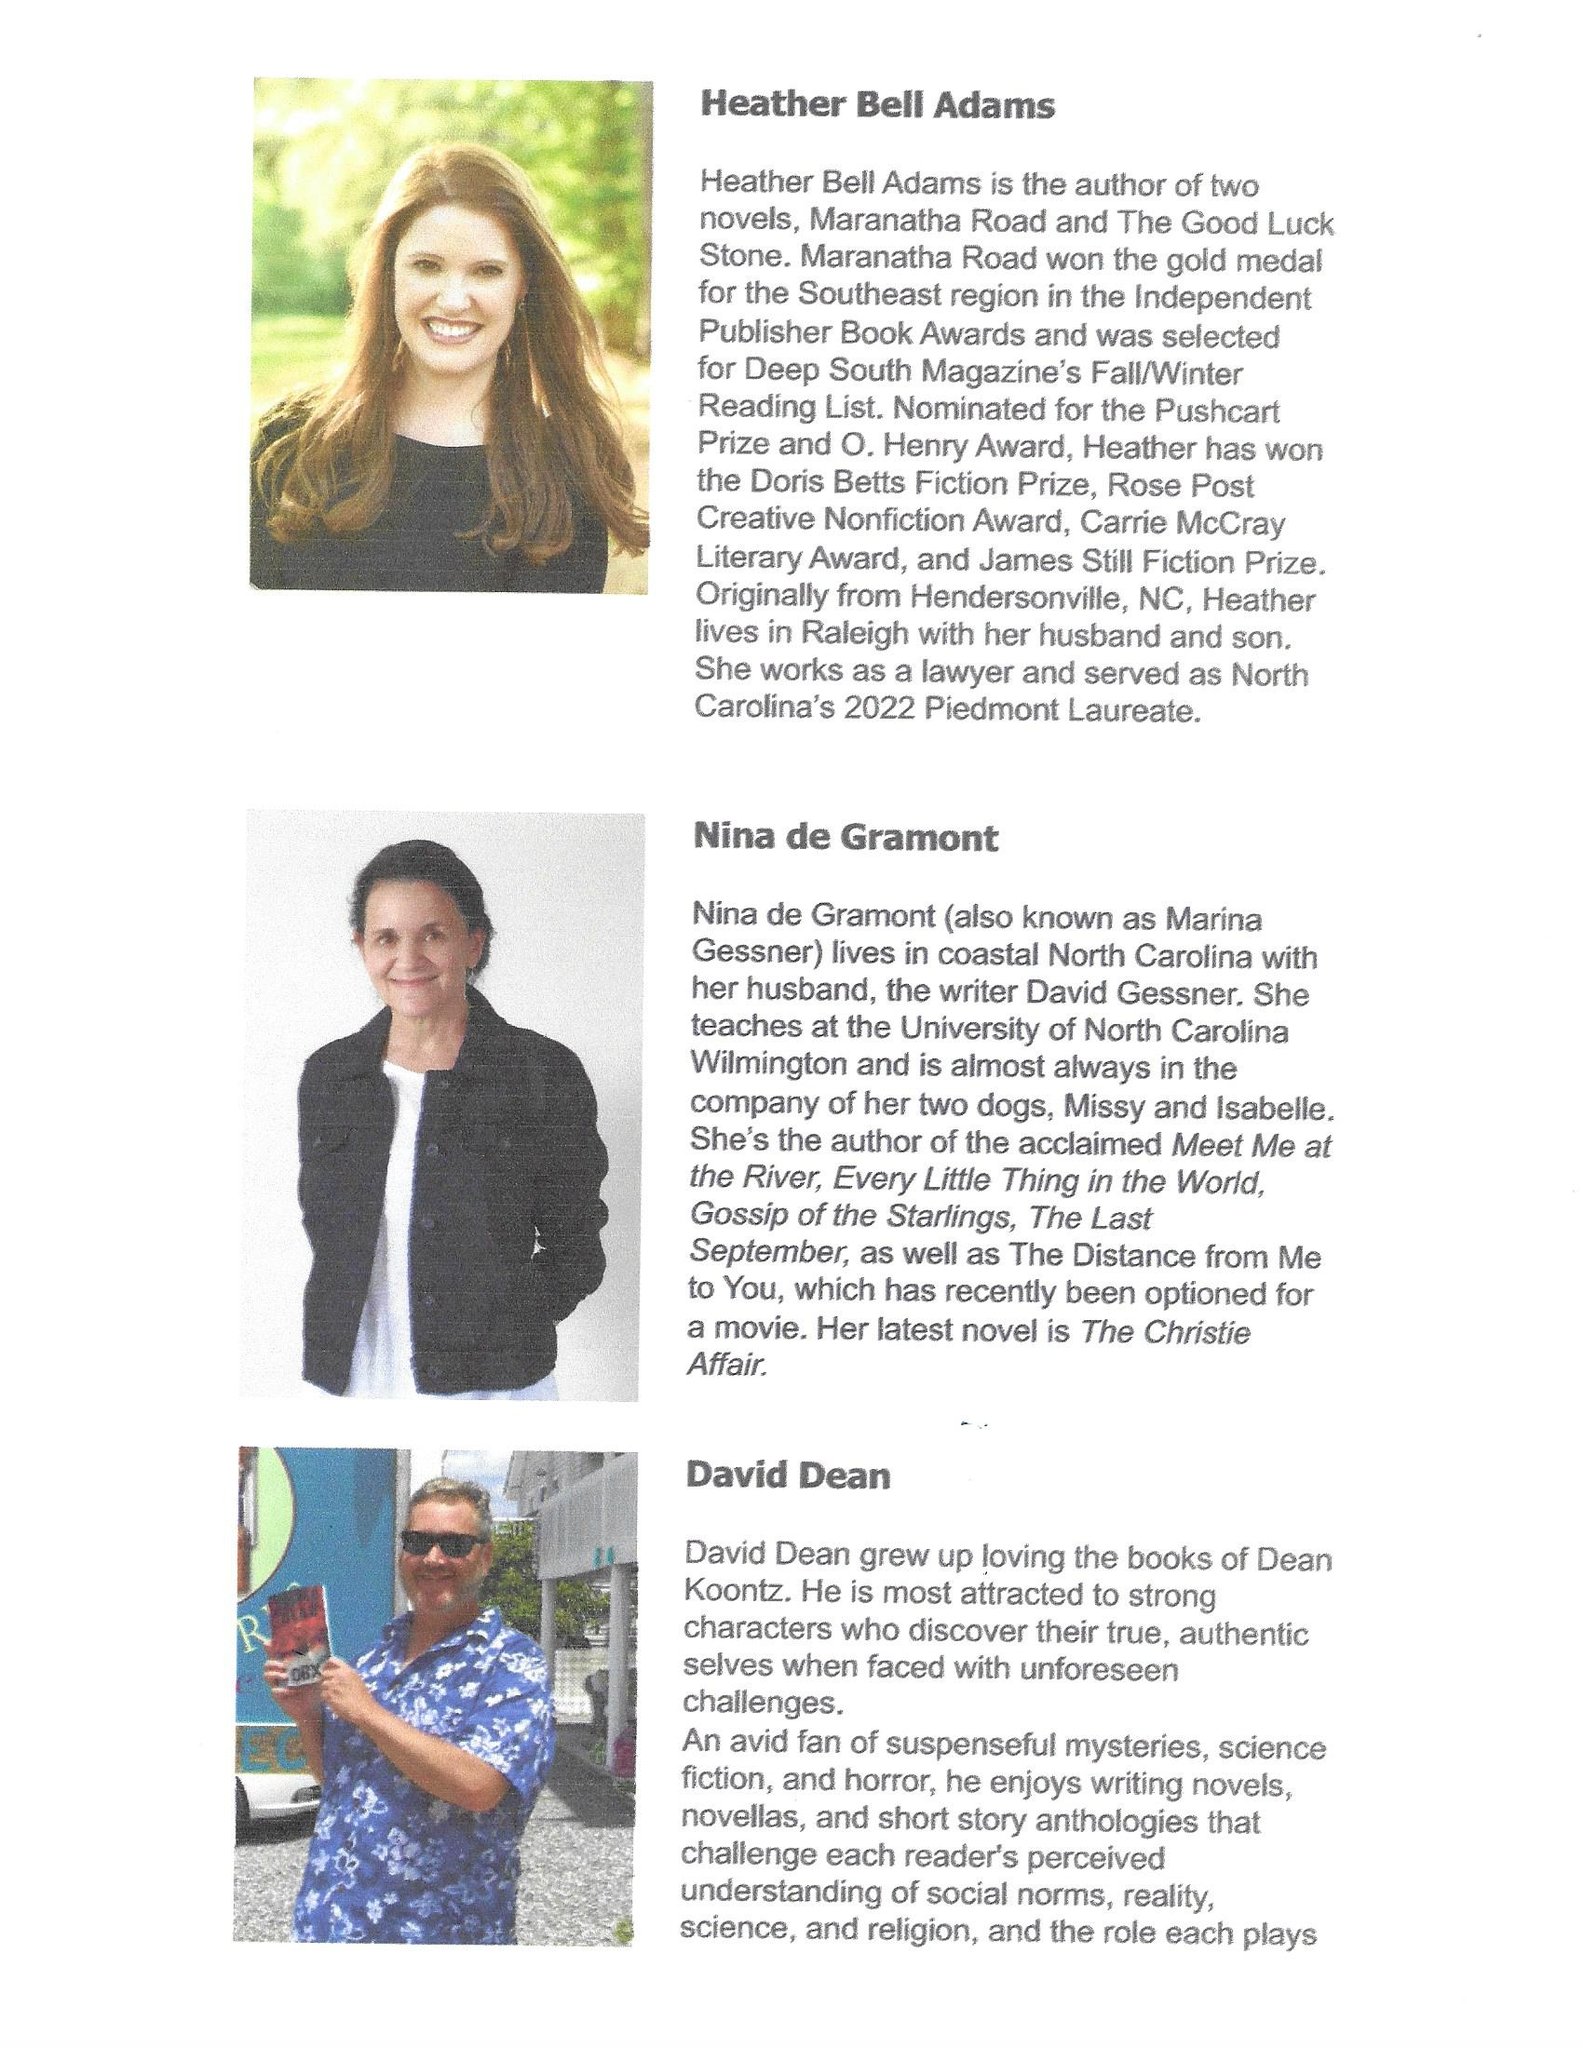 Heather Bell Adams
Heather Bell Adams is the author of two
novels, Maranatha Road and The Good Luck
Stone. Maranatha Road won the gold medal
for the Southeast region in the Independent
Publisher Book Awards and was selected
for Deep South Magazine's Fall/Winter
Reading List. Nominated for the Pushcart
Prize and O. Henry Award, Heather has won
the Doris Betts Fiction Prize, Rose Post
Creative Nonfiction Award, Carrie McCray
Literary Award, and James Still Fiction Prize.
Originally from Hendersonville, NC, Heather
lives in Raleigh with her husband and son.
She works as a lawyer and served as North
Carolina's 2022 Piedmont Laureate.
Nina de Gramont
Nina de Gramont (also known as Marina
Gessner) lives in coastal North Carolina with
her husband, the writer David Gessner. She
teaches at the University of North Carolina
Wilmington and is almost always in the
company of her two dogs, Missy and Isabelle.
She's the author of the acclaimed Meet Me at
the River, Every Little Thing in the World,
Gossip of the Starlings, The Last
September, as well as The Distance from Me
to You, which has recently been optioned for
a movie. Her latest novel is The Christie
Affair.
David Dean
David Dean grew up loving the books of Dean
Koontz. He is most attracted to strong
characters who discover their true, authentic
selves when faced with unforeseen
challenges.
An avid fan of suspenseful mysteries, science
fiction, and horror, he enjoys writing novels,
novellas, and short story anthologies that
challenge each reader's perceived
understanding of social norms, reality,
science, and religion, and the role each plays
OBX